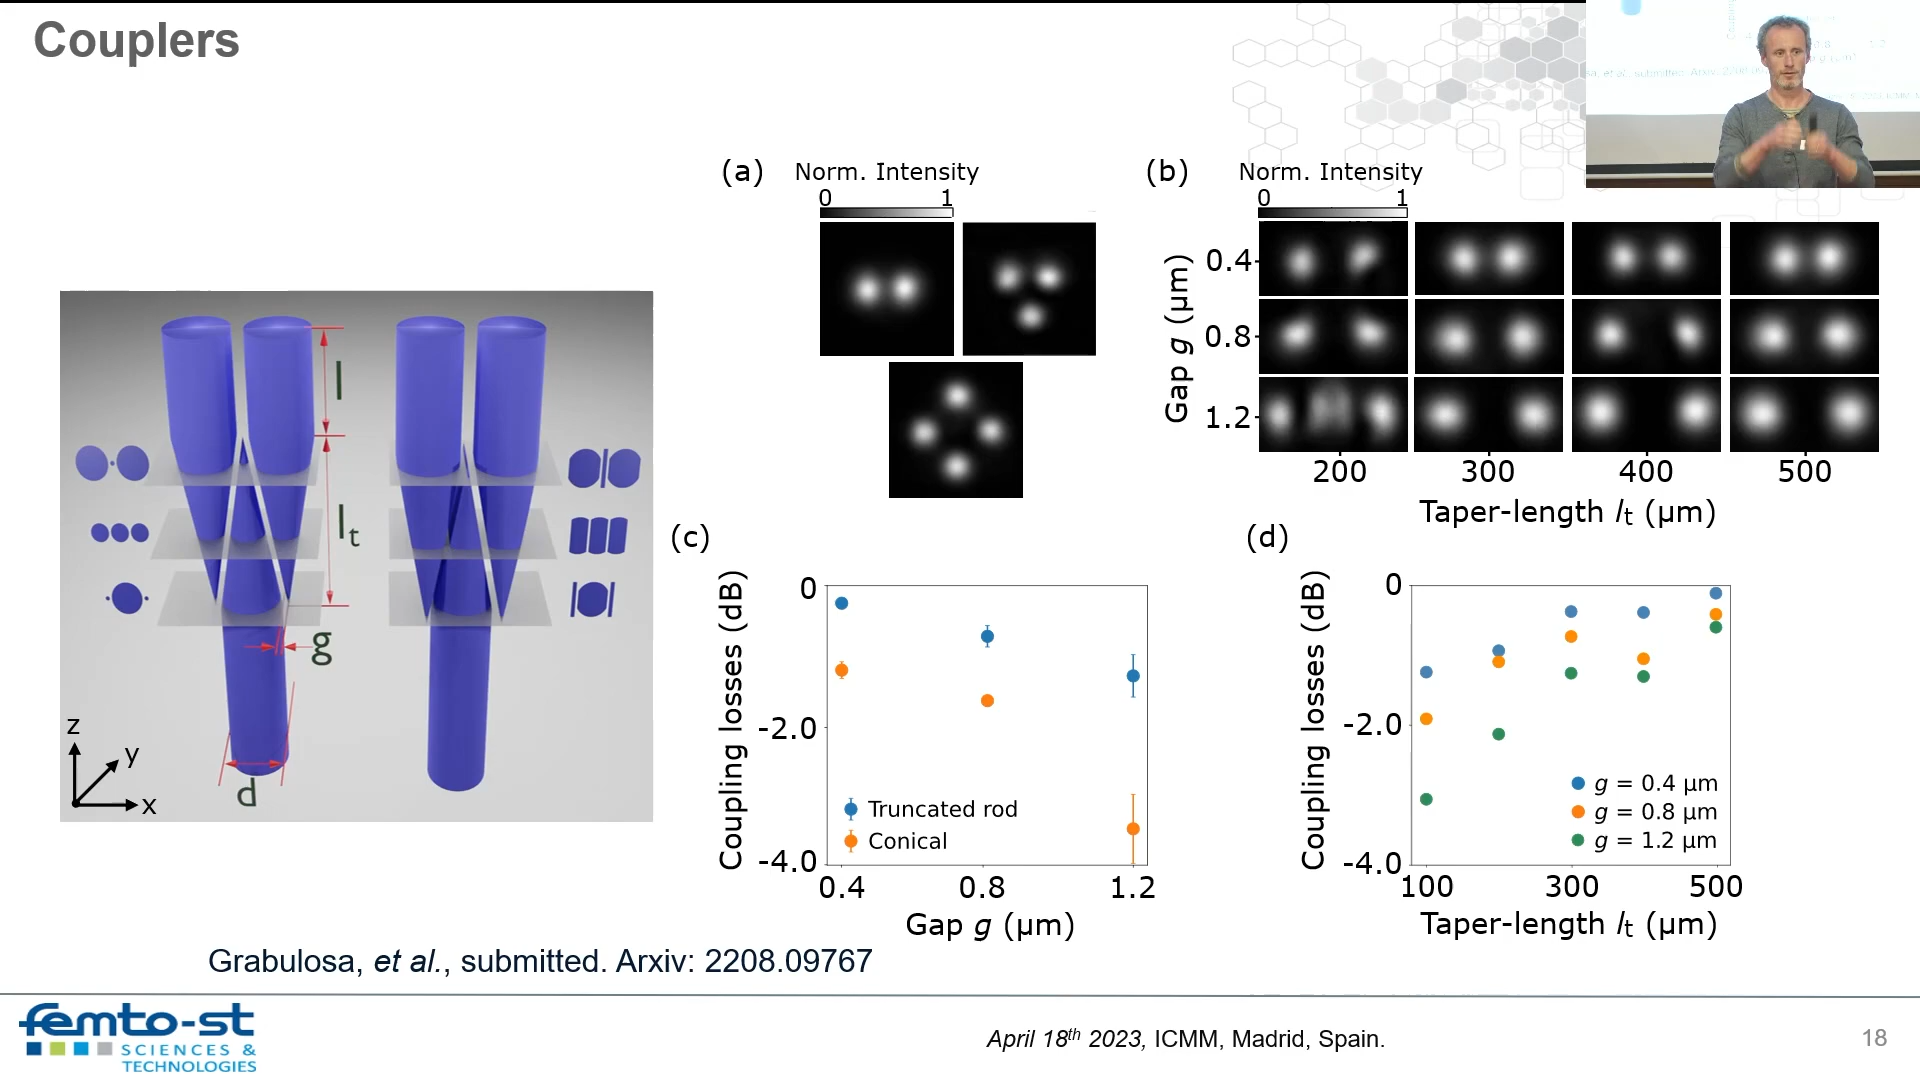 Couplers
(a)
Norm. Intensity
0 1
(b)
Norm. Intensity
0 1
Gap g (µm)
0.4
0.8
1.2
200 300 400 500
Taper-length lt (µm)
l
lt
g
d
z
y
x
(c)
Coupling losses (dB)
0
-2.0
-4.0
Truncated rod
Conical
0.4 0.8 1.2
Gap g (µm)
(d)
Coupling losses (dB)
0
-2.0
-4.0
g = 0.4 µm
g = 0.8 µm
g = 1.2 µm
100 300 500
Taper-length lt (µm)
Grabulosa, et al., submitted. Arxiv: 2208.09767
femto-st
SCIENCES &
TECHNOLOGIES
April 18th 2023, ICMM, Madrid, Spain.
18